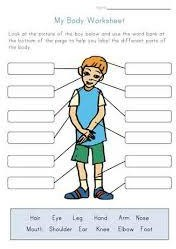 Name
My Body Worksheet
Look at the picture of the boy below and use the word bank at
the bottom of the page to help you label the different parts of
the body.
Hair Eye Leg Hand Arm Nose
Mouth Shoulder Ear Knee Elbow Foot